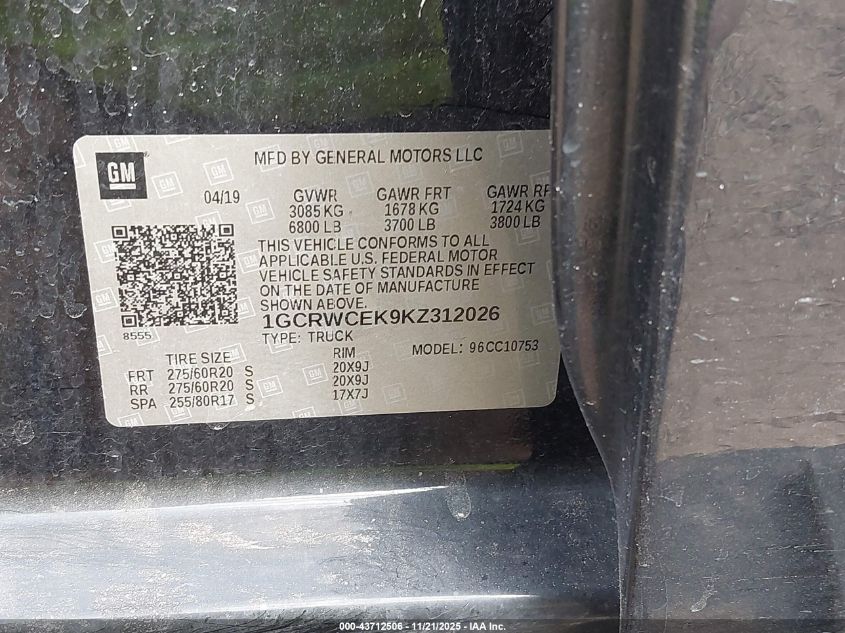 GM
MFD BY GENERAL MOTORS LLC
04/19 GVWR GAWR FRT GAWR RR
3085 KG 1678 KG 1724 KG
6800 LB 3700 LB 3800 LB
THIS VEHICLE CONFORMS TO ALL
APPLICABLE U.S. FEDERAL MOTOR
VEHICLE SAFETY STANDARDS IN EFFECT
ON THE DATE OF MANUFACTURE
SHOWN ABOVE.
8555
1GCRWCEK9KZ312026
TYPE: TRUCK MODEL: 96CC10753
TIRE SIZE RIM
FRT 275/60R20 S 20X9J
RR 275/60R20 S 20X9J
SPA 255/80R17 S 17X7J
000-43712506 - 11/21/2025 - IAA Inc.